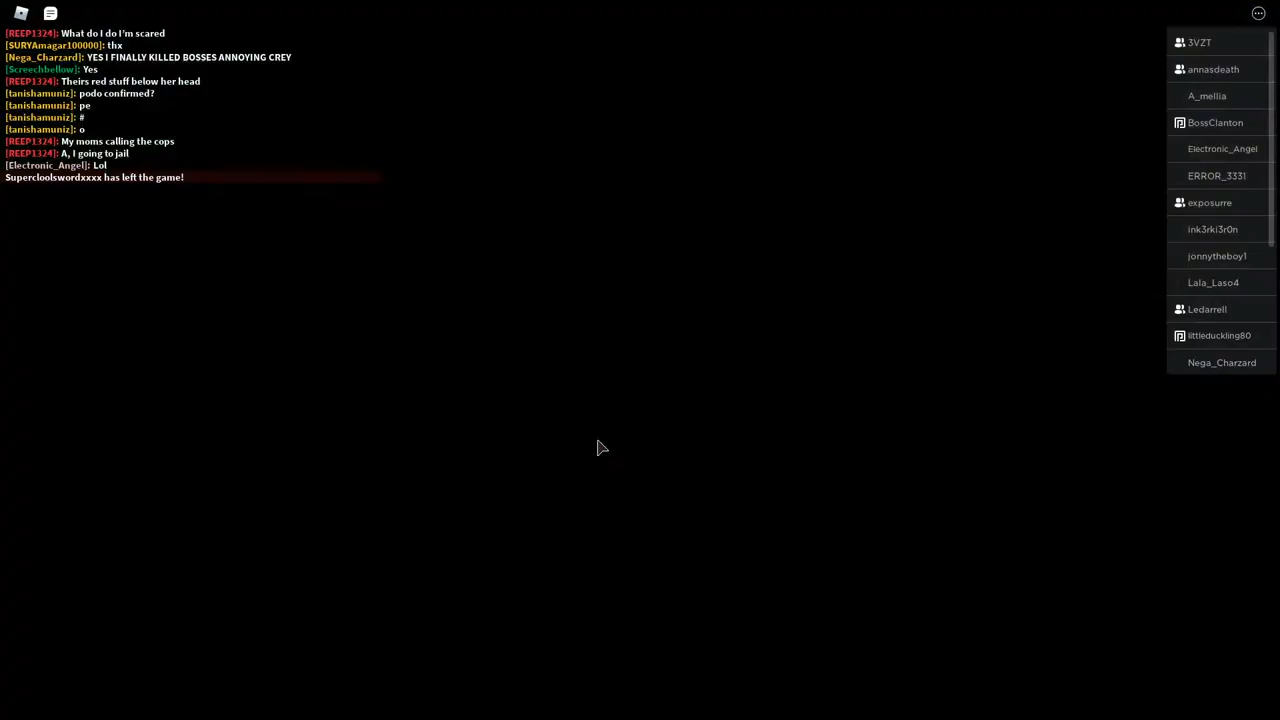 [REEP1324]: What do I do I'm scared
[SURYAmagar100000]: thx
[Nega_Charzard]: YES I FINALLY KILLED BOSSES ANNOYING CREY
[Screechbellow]: Yes
[REEP1324]: Theirs red stuff below her head
[tanishamuniz]: podo confirmed?
[tanishamuniz]: pe
[tanishamuniz]: #
[tanishamuniz]: o
[REEP1324]: My moms calling the cops
[REEP1324]: A, I going to jail
[Electronic_Angel]: Lol
Supercloolswordxxxx has left the game!
3VZT
annasdeath
A_mellia
BossClanton
Electronic_Angel
ERROR_3331
exposurre
ink3rki3r0n
jonnytheboy1
Lala_Laso4
Ledarrell
littleduckling80
Nega_Charzard